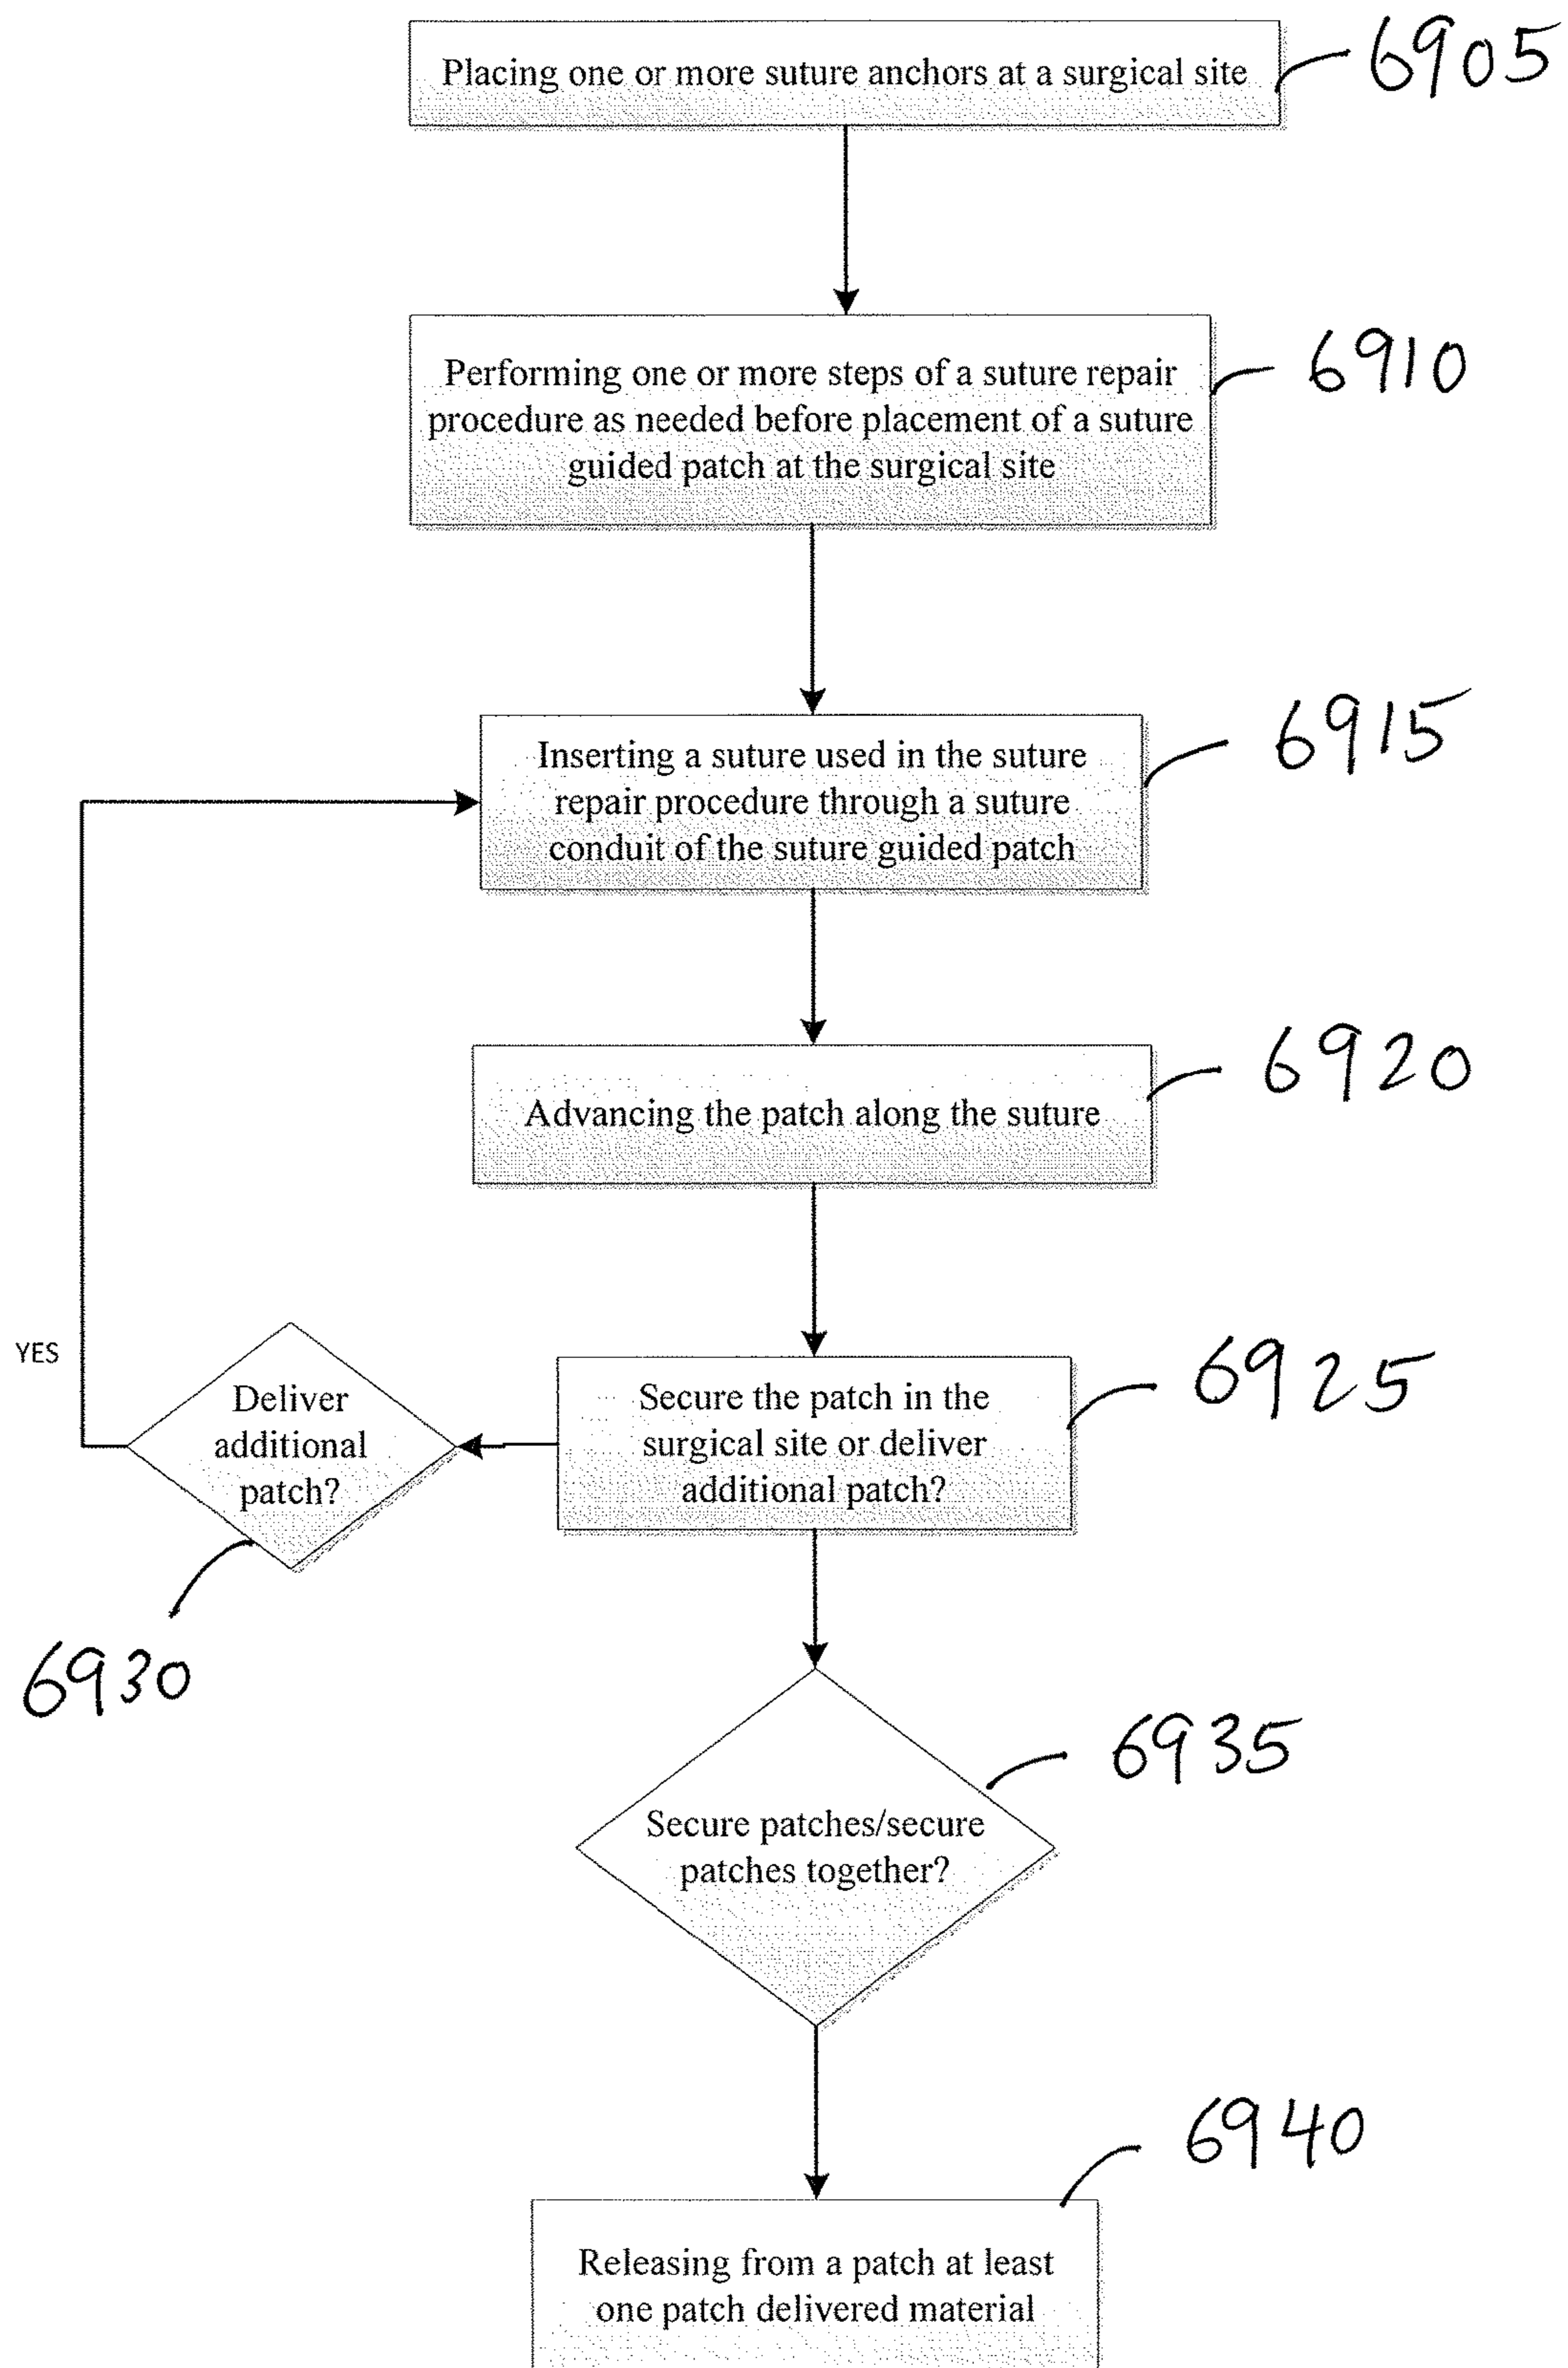 Placing one or more suture anchors at a surgical site
6905
Performing one or more steps of a suture repair
procedure as needed before placement of a suture
guided patch at the surgical site
6910
Inserting a suture used in the suture
repair procedure through a suture
conduit of the suture guided patch
6915
Advancing the patch along the suture
6920
Secure the patch in the
surgical site or deliver
additional patch?
6925
YES
Deliver
additional
patch?
6930
Secure patches/secure
patches together?
6935
Releasing from a patch at least
one patch delivered material
6940